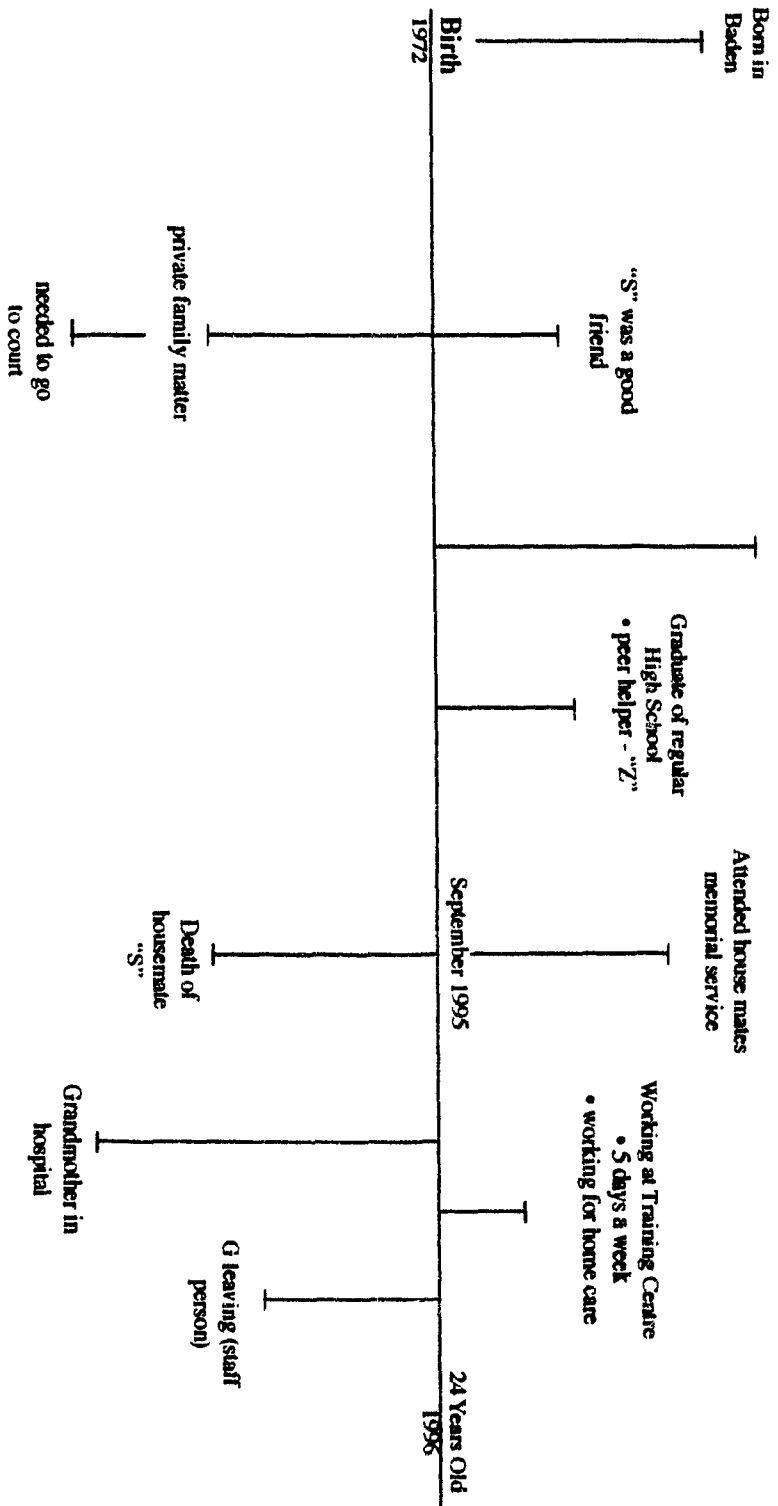 Born in
Baden
Birth
1972
"S" was a good
friend
private family matter
needed to go
to court
Graduate of regular
High School
• peer helper - "Z"
Attended house mates
memorial service
September 1995
Death of
housemate
"S"
Working at Training Centre
• 5 days a week
• working for home care
Grandmother in
hospital
G leaving (staff
person)
24 Years Old
1996